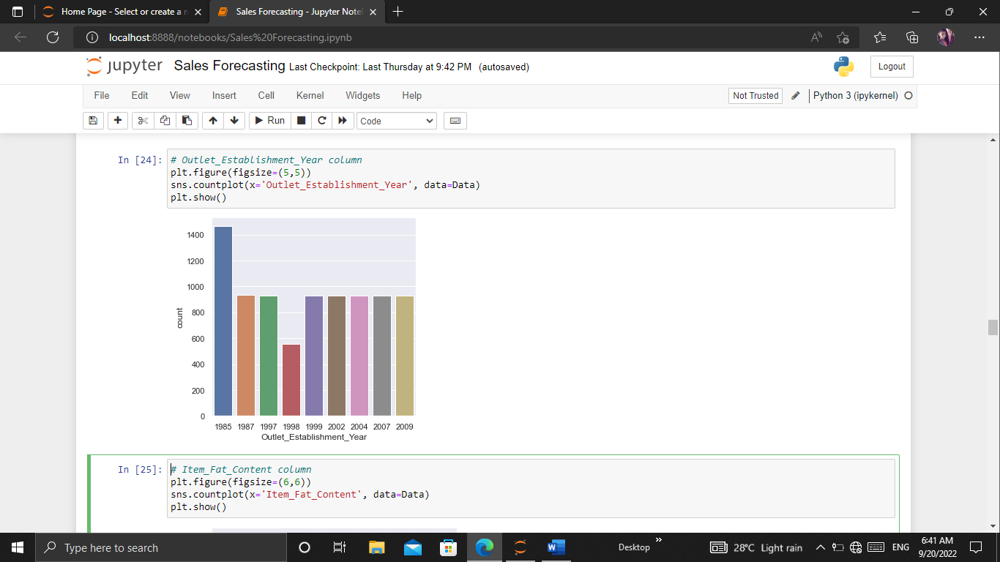 Home Page - Select or create a n
Sales Forecasting - Jupyter Note
localhost:8888/notebooks/Sales%20Forecasting.ipynb
jupyter Sales Forecasting Last Checkpoint: Last Thursday at 9:42 PM (autosaved)
Logout
File Edit View Insert Cell Kernel Widgets Help
Not Trusted
Python 3 (ipykernel)
Run
Code
In [24]:
# Outlet_Establishment_Year column
plt.figure(figsize=(5,5))
sns.countplot(x='Outlet_Establishment_Year', data=Data)
plt.show()
1400
1200
1000
800
600
400
200
0
count
1985 1987 1997 1998 1999 2002 2004 2007 2009
Outlet_Establishment_Year
In [25]:
# Item_Fat_Content column
plt.figure(figsize=(6,6))
sns.countplot(x='Item_Fat_Content', data=Data)
plt.show()
Type here to search
Desktop
28°C Light rain
ENG
6:41 AM
9/20/2022